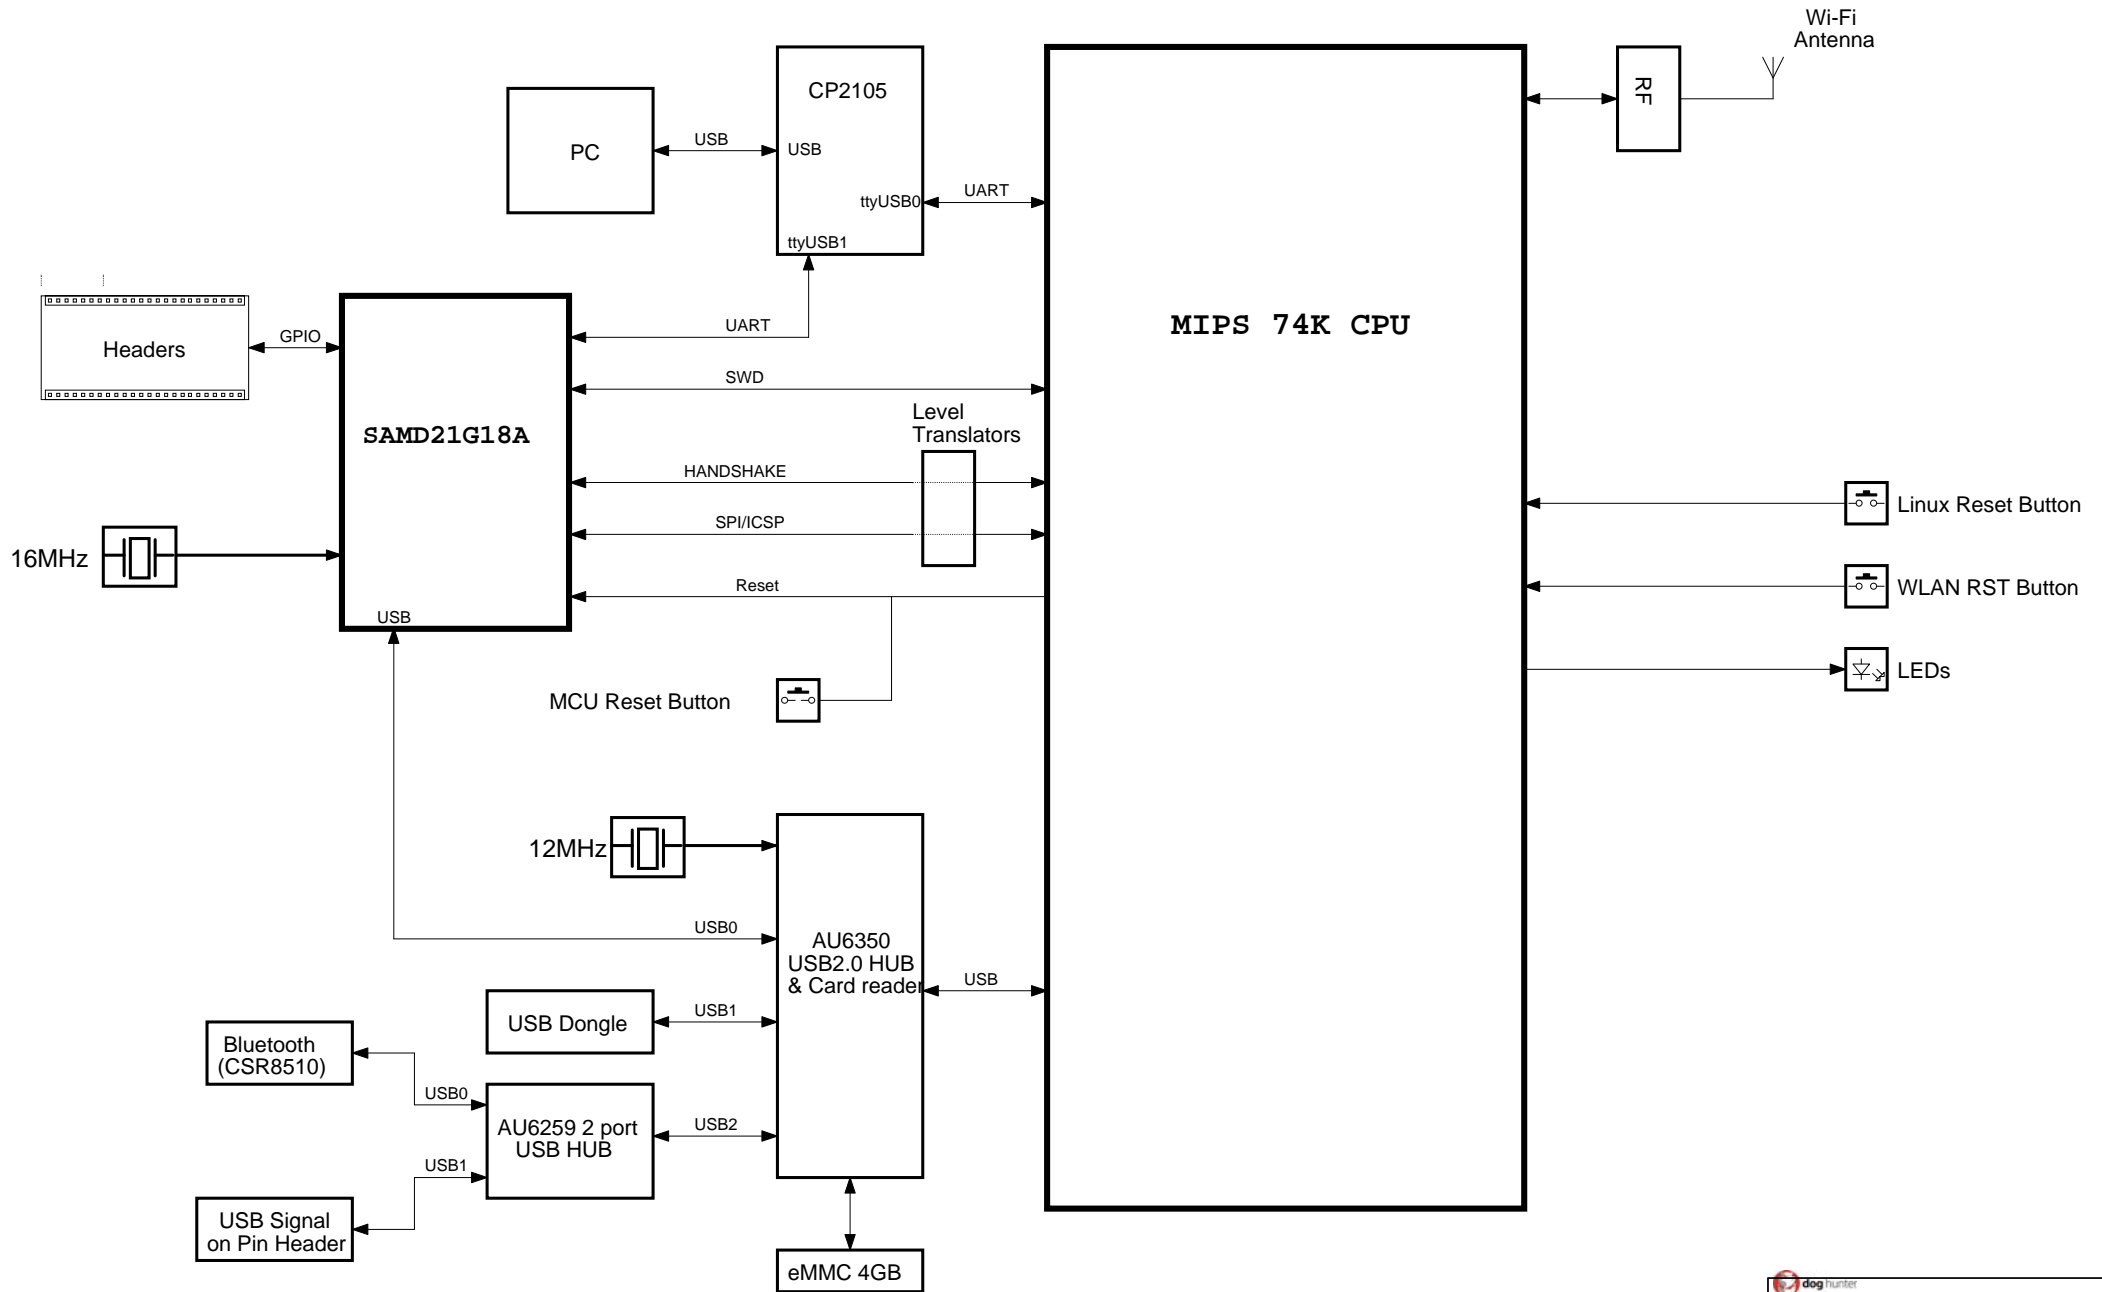 Wi-Fi
Antenna
CP2105
RF
PC
USB
USB
ttyUSB0
UART
ttyUSB1
Headers
GPIO
UART
MIPS 74K CPU
SWD
Level
Translators
SAMD21G18A
HANDSHAKE
Linux Reset Button
SPI/ICSP
16MHz
Reset
WLAN RST Button
USB
LEDs
MCU Reset Button
12MHz
USB0
AU6350
USB2.0 HUB
& Card reader
USB
USB Dongle
USB1
Bluetooth
(CSR8510)
USB0
AU6259 2 port
USB HUB
USB2
USB1
USB Signal
on Pin Header
eMMC 4GB
dog hunter